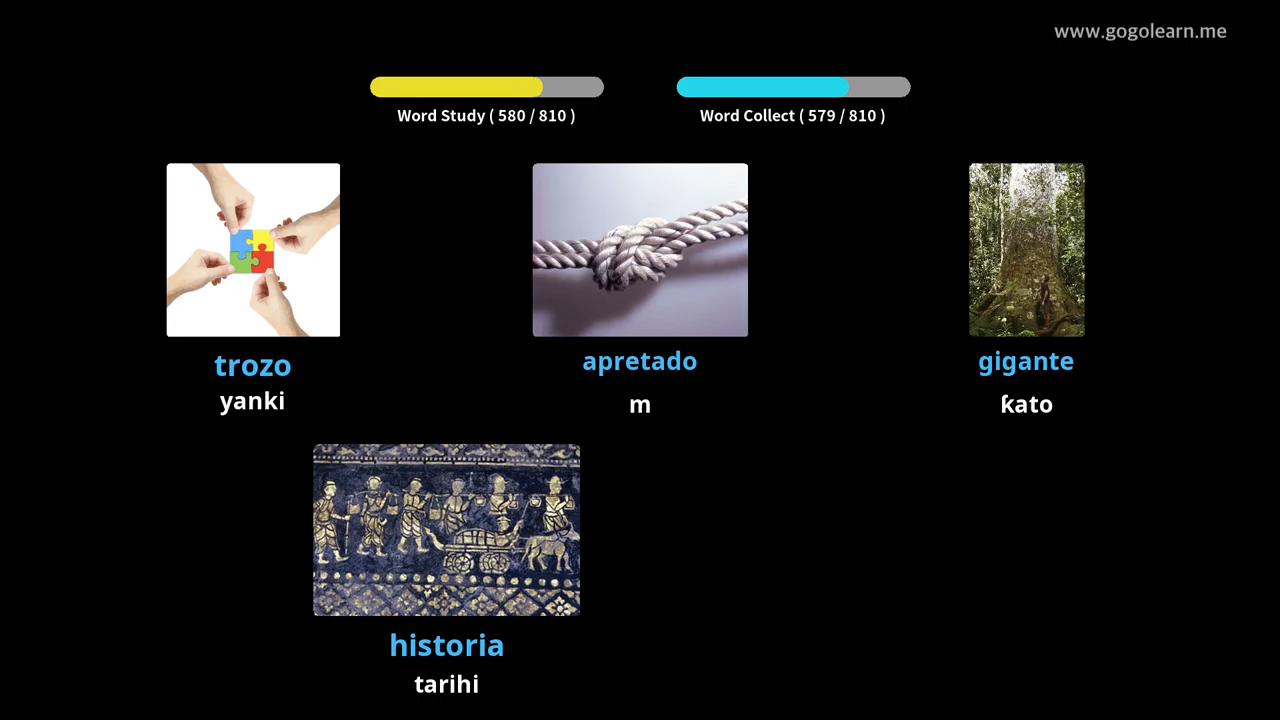 www.gogolearn.me
Word Study ( 580 / 810 )
Word Collect ( 579 / 810 )
trozo
yanki
apretado
m
gigante
ƙato
historia
tarihi